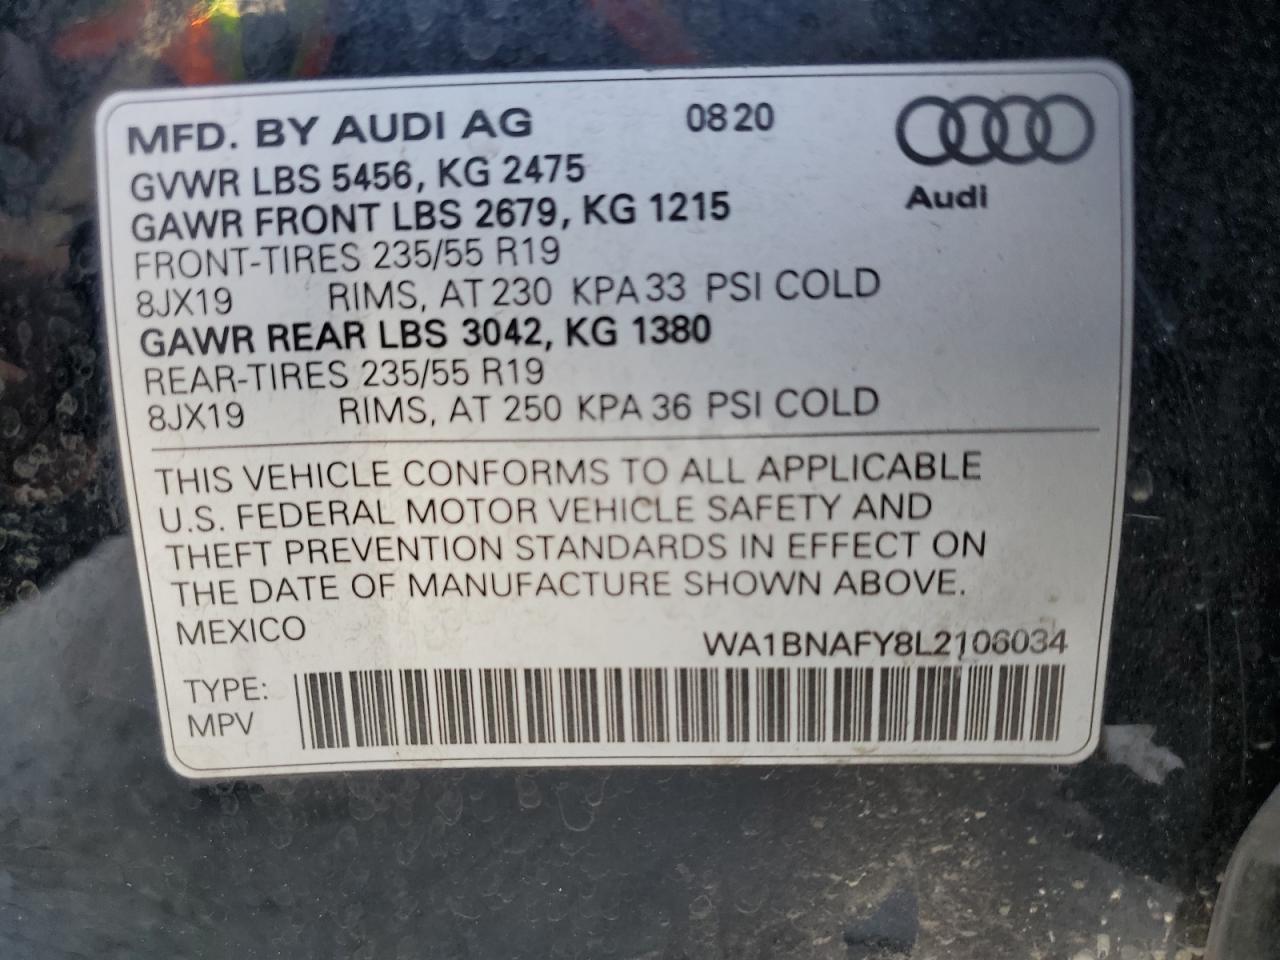 MFD. BY AUDI AG 0820
GVWR LBS 5456, KG 2475
Audi
GAWR FRONT LBS 2679, KG 1215
FRONT-TIRES 235/55 R19
8JX19 RIMS, AT 230 KPA 33 PSI COLD
GAWR REAR LBS 3042, KG 1380
REAR-TIRES 235/55 R19
8JX19 RIMS, AT 250 KPA 36 PSI COLD
THIS VEHICLE CONFORMS TO ALL APPLICABLE
U.S. FEDERAL MOTOR VEHICLE SAFETY AND
THEFT PREVENTION STANDARDS IN EFFECT ON
THE DATE OF MANUFACTURE SHOWN ABOVE.
MEXICO
WA1BNAFY8L2106034
TYPE:
MPV